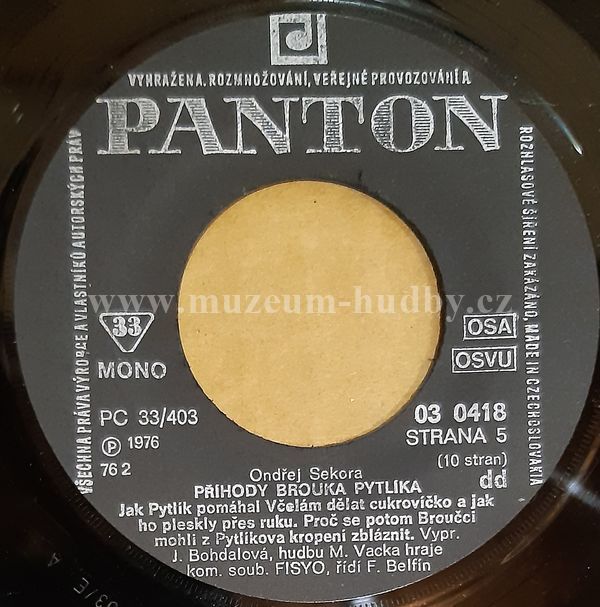 VYHRAŽENA. ROZMNOŽOVÁNÍ, VEŘEJNÉ PROVOZOVÁNÍ A
PANTON
VŠECHNA PRÁVA VÝROBCE A VLASTNÍKŮ AUTORSKÝCH PRÁV
ROZHLASOVÉ ŠÍŘENÍ ZAKÁZÁNO, MADE IN CZECHOSLOVAKIA
www.muzeum-hudby.cz
33
MONO
OSA
OSVU
PC 33/403
03 0418
Ⓟ 1976
STRANA 5
76 2
(10 stran)
dd
Ondřej Sekora
PŘÍHODY BROUKA PYTLÍKA
Jak Pytlík pomáhal Včelám dělat cukrovíčko a jak
ho pleskly přes ruku. Proč se potom Broučci
mohli z Pytlíkova kropení zbláznit. Vypr.
J. Bohdalová, hudbu M. Vacka hraje
kom. soub. FISYO, řídí F. Belfín